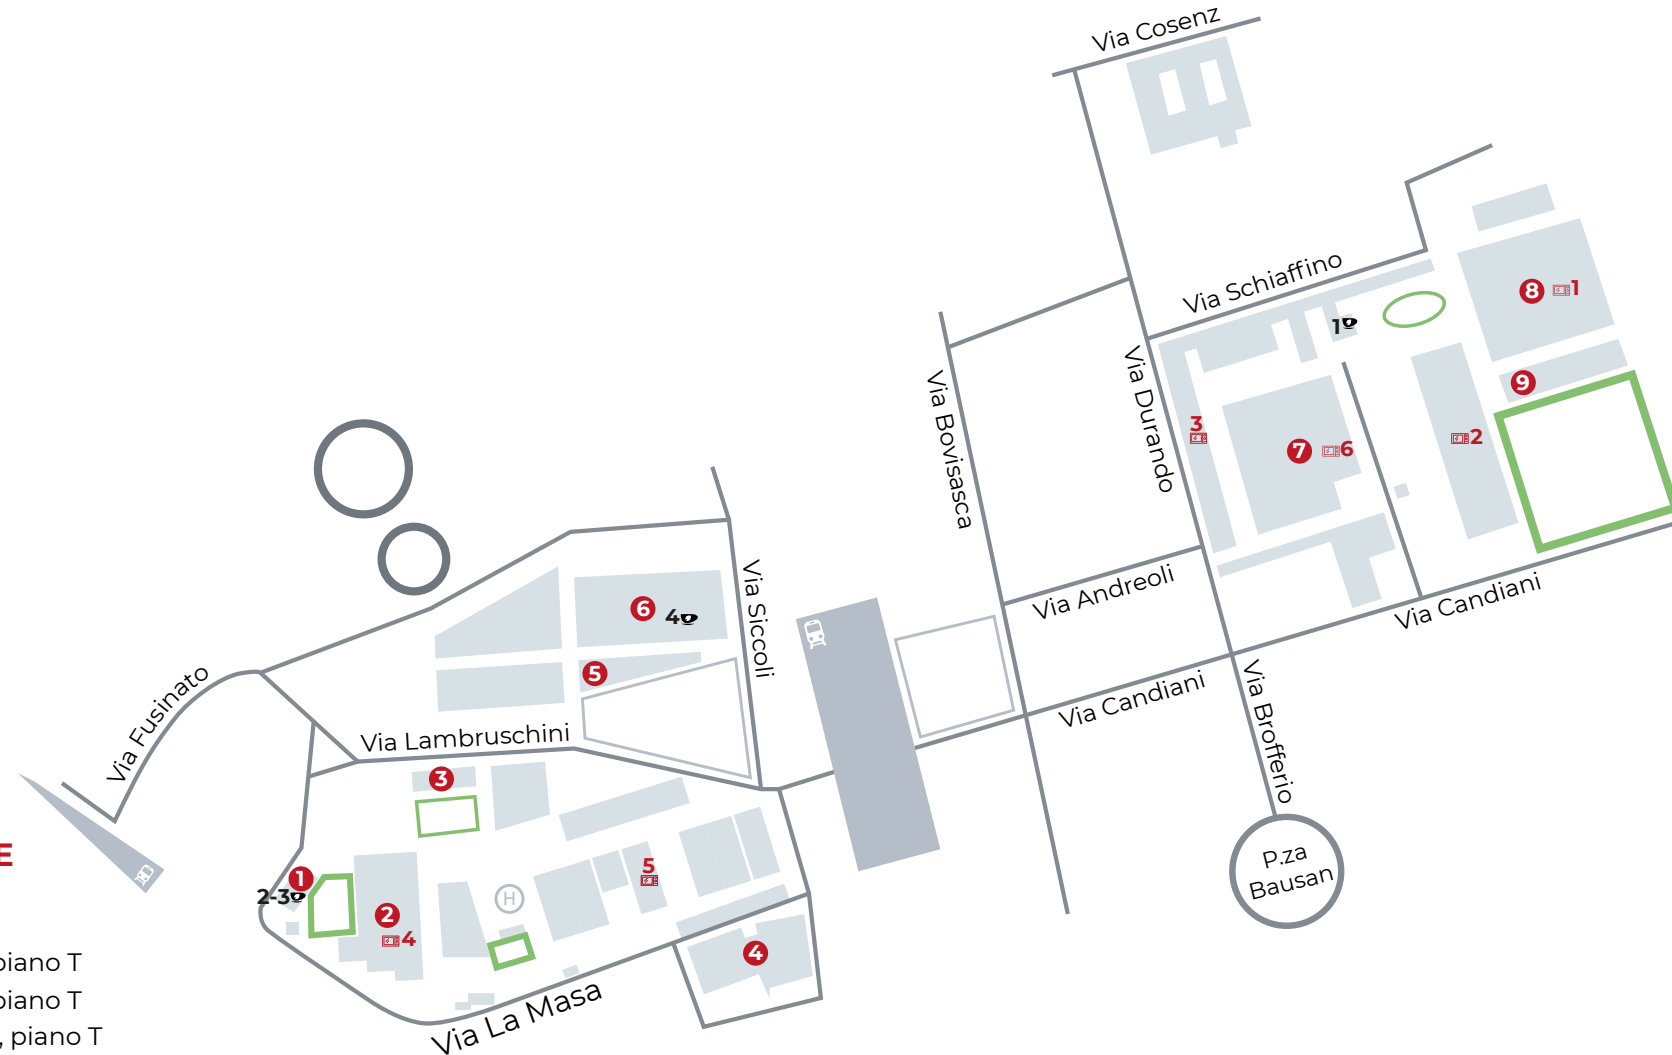 Via Cosenz
Via Schiaffino
8
1
1
Via Durando
Via Bovisasca
9
3
7
6
2
Via Siccoli
Via Andreoli
Via Candiani
6
4
5
Via Fusinato
Via Candiani
Via Brofferio
Via Lambruschini
3
E
P.za
Bausan
1
2-3
5
H
2
4
4
piano T
piano T
, piano T
Via La Masa